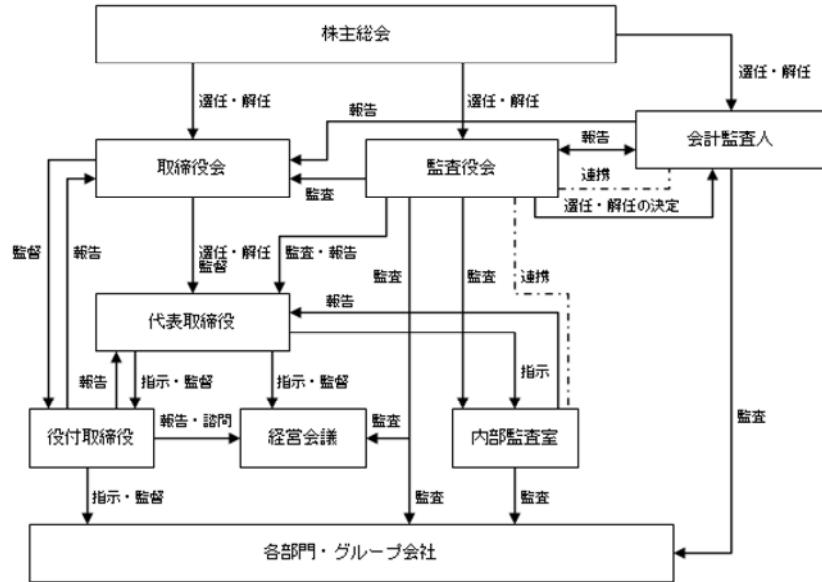 株主総会
選任・解任
選任・解任
選任・解任
報告
会計監査人
取締役会
監査役会
報告
監査
連携
選任・解任の決定
監督
報告
選任・解任
監督
監査・報告
監査
監査
連携
報告
代表取締役
報告
指示・監督
指示・監督
指示
監査
役付取締役
報告・諮問
経営会議
監査
内部監査室
指示・監督
監査
監査
各部門・グループ会社